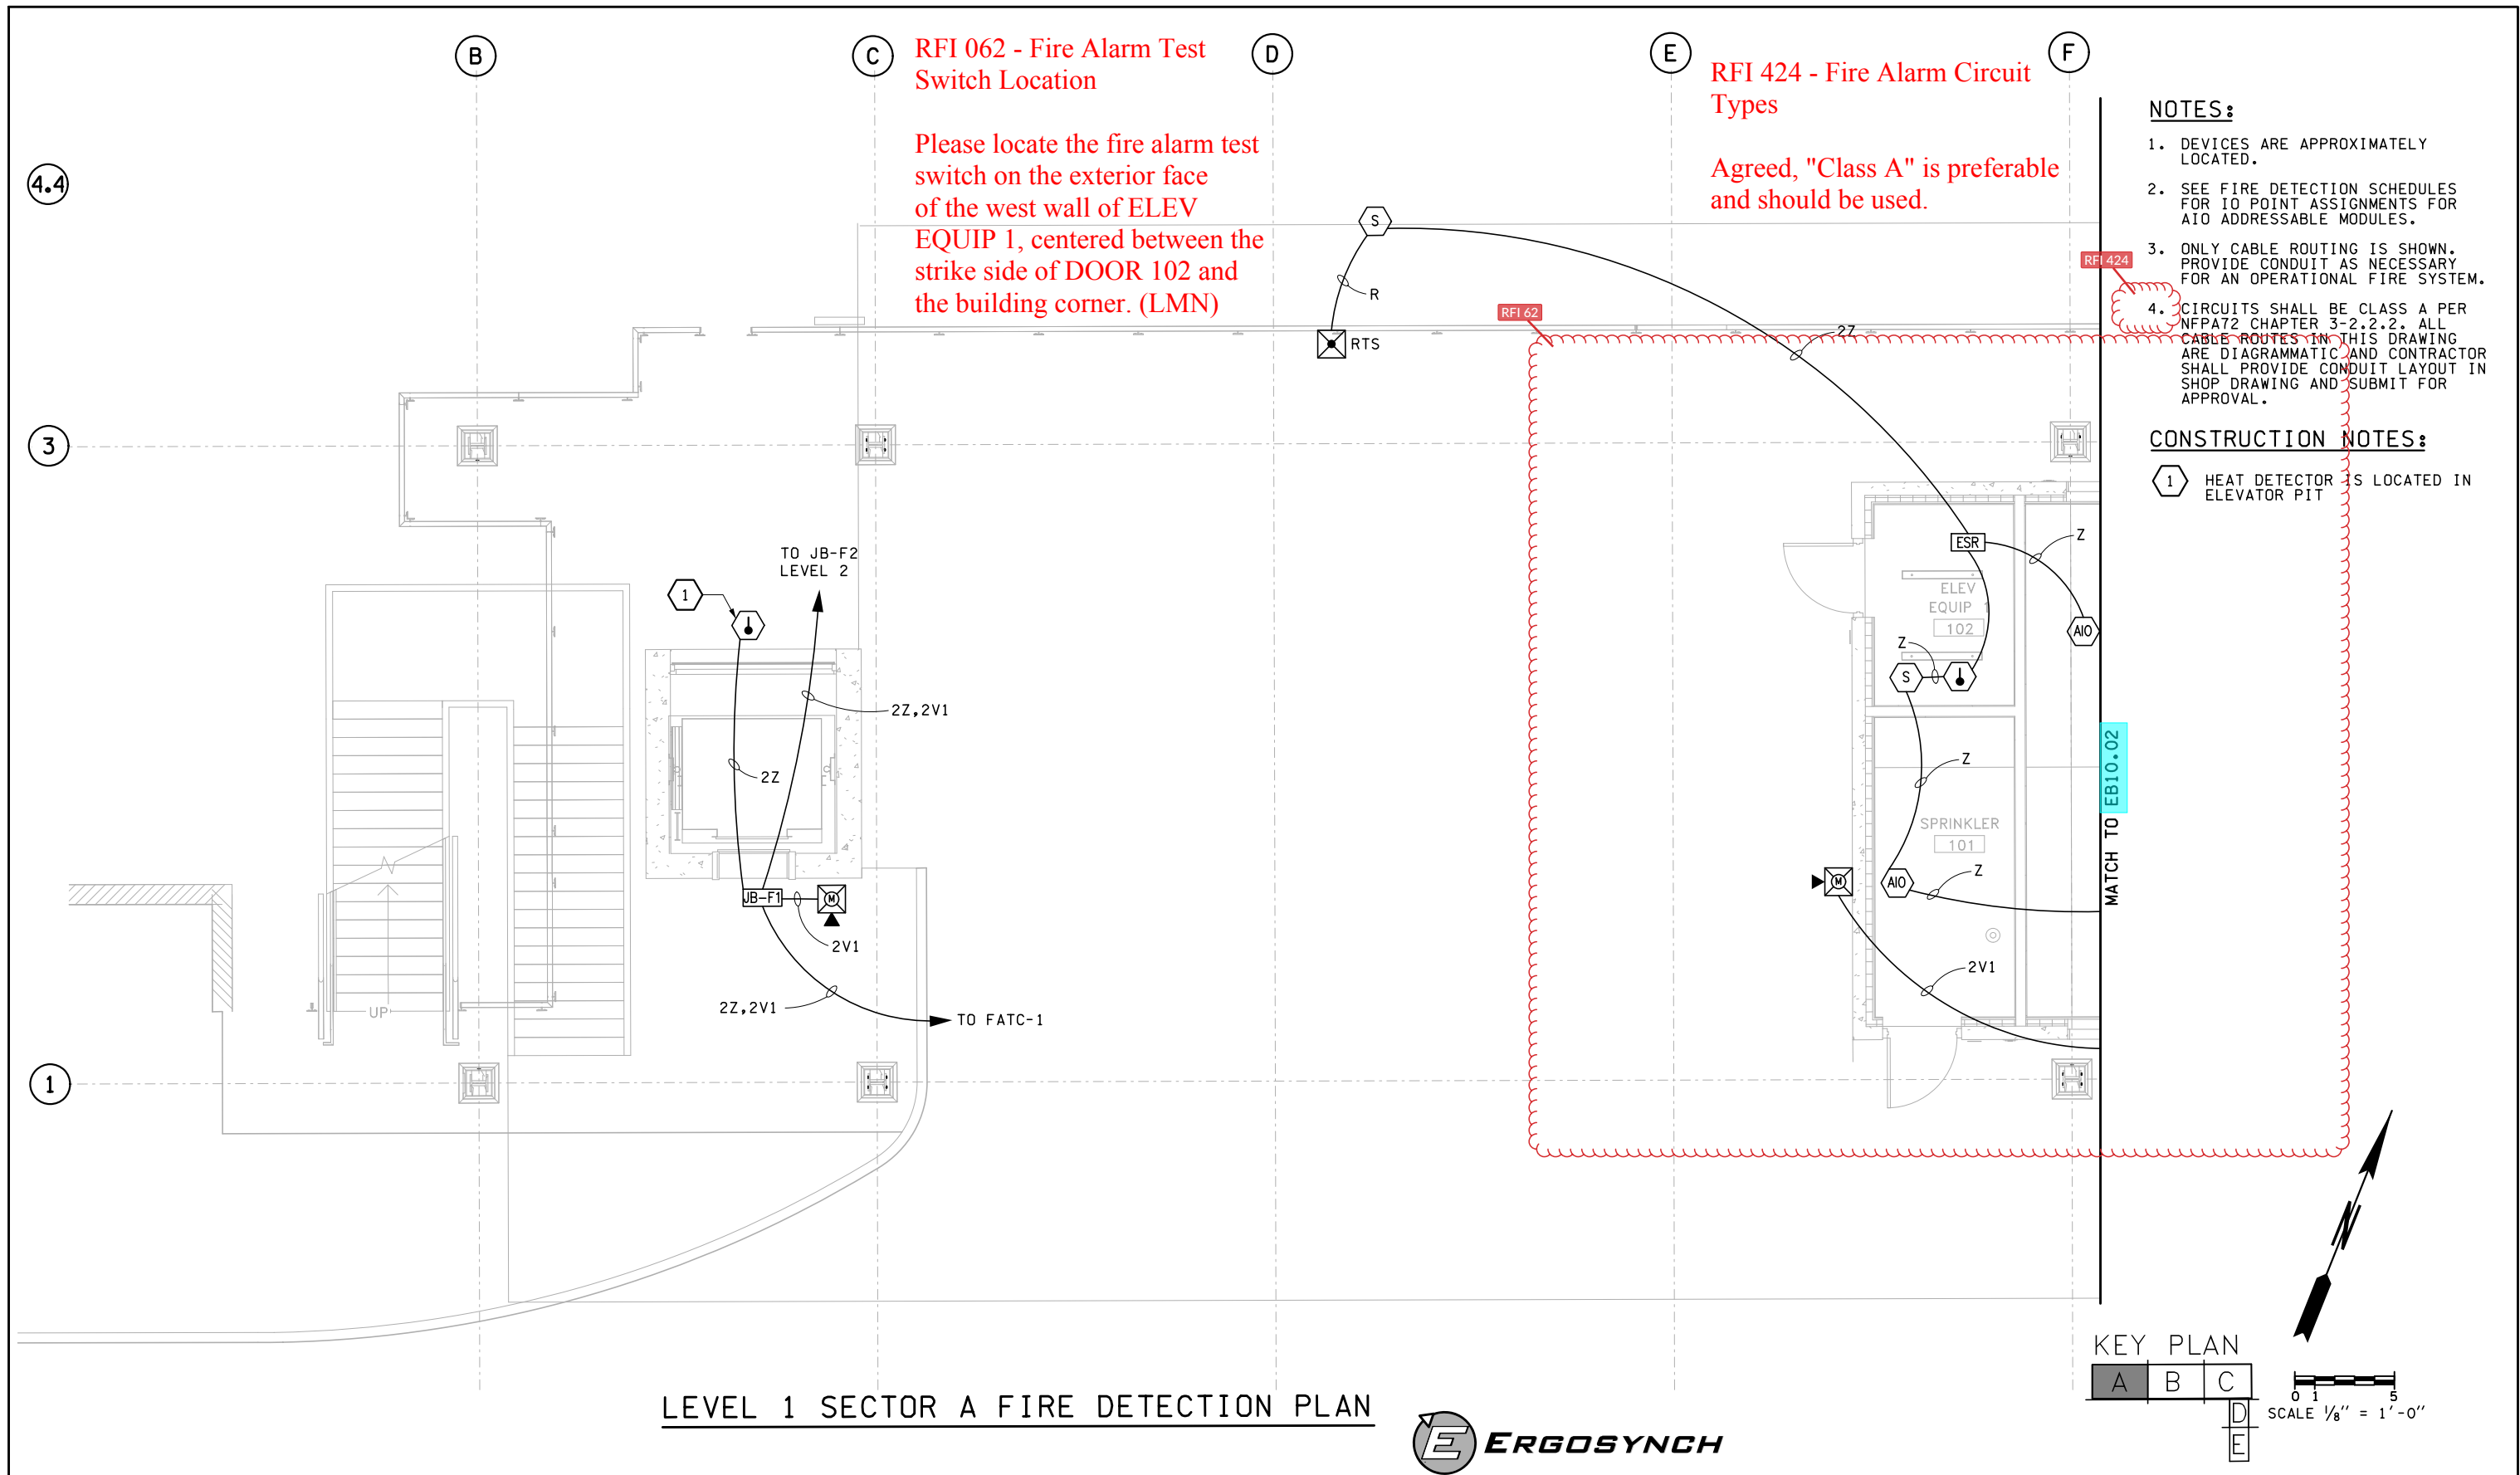 B
C
D
E
F
4.4
3
1
RFI 062 - Fire Alarm Test
Switch Location
Please locate the fire alarm test
switch on the exterior face
of the west wall of ELEV
EQUIP 1, centered between the
strike side of DOOR 102 and
the building corner. (LMN)
RFI 424 - Fire Alarm Circuit
Types
Agreed, "Class A" is preferable
and should be used.
NOTES:
1. DEVICES ARE APPROXIMATELY
LOCATED.
2. SEE FIRE DETECTION SCHEDULES
FOR IO POINT ASSIGNMENTS FOR
AIO ADDRESSABLE MODULES.
3. ONLY CABLE ROUTING IS SHOWN.
PROVIDE CONDUIT AS NECESSARY
FOR AN OPERATIONAL FIRE SYSTEM.
4. CIRCUITS SHALL BE CLASS A PER
NFPA72 CHAPTER 3-2.2.2. ALL
CABLE ROUTES IN THIS DRAWING
ARE DIAGRAMMATIC AND CONTRACTOR
SHALL PROVIDE CONDUIT LAYOUT IN
SHOP DRAWING AND SUBMIT FOR
APPROVAL.
CONSTRUCTION NOTES:
1 HEAT DETECTOR IS LOCATED IN
ELEVATOR PIT
RFI 424
RFI 62
S
R
RTS
2Z
ESR
Z
ELEV
EQUIP 1
102
AIO
Z
S
Z
SPRINKLER
101
M
AIO
Z
2V1
MATCH TO EB10.02
TO JB-F2
LEVEL 2
1
2Z,2V1
2Z
JB-F1
M
2V1
2Z,2V1
TO FATC-1
UP
LEVEL 1 SECTOR A FIRE DETECTION PLAN
E ERGOSYNCH
KEY PLAN
A B C
D
E
N
0 1 5
SCALE 1/8" = 1'-0"